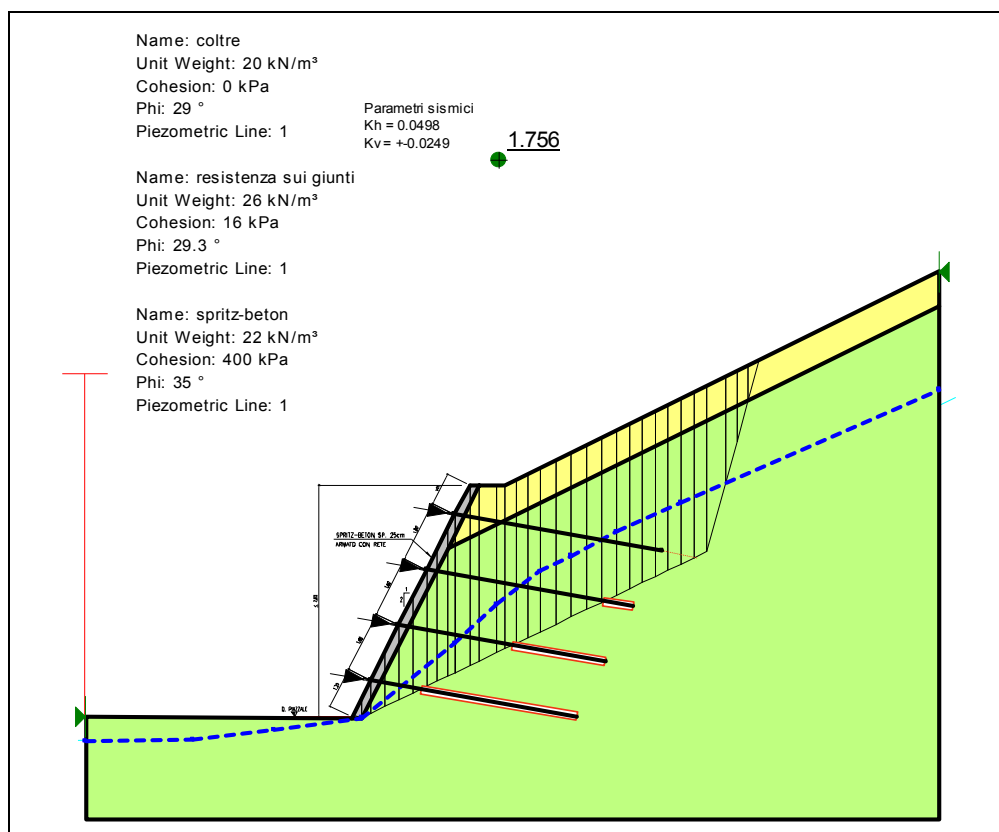 Name: coltre
Unit Weight: 20 kN/m³
Cohesion: 0 kPa
Phi: 29 °
Piezometric Line: 1
Parametri sismici
Kh = 0.0498
Kv = +-0.0249
1.756
Name: resistenza sui giunti
Unit Weight: 26 kN/m³
Cohesion: 16 kPa
Phi: 29.3 °
Piezometric Line: 1
Name: spritz-beton
Unit Weight: 22 kN/m³
Cohesion: 400 kPa
Phi: 35 °
Piezometric Line: 1
SPRITZ-BETON SP. 25cm
ARMATO CON RETE